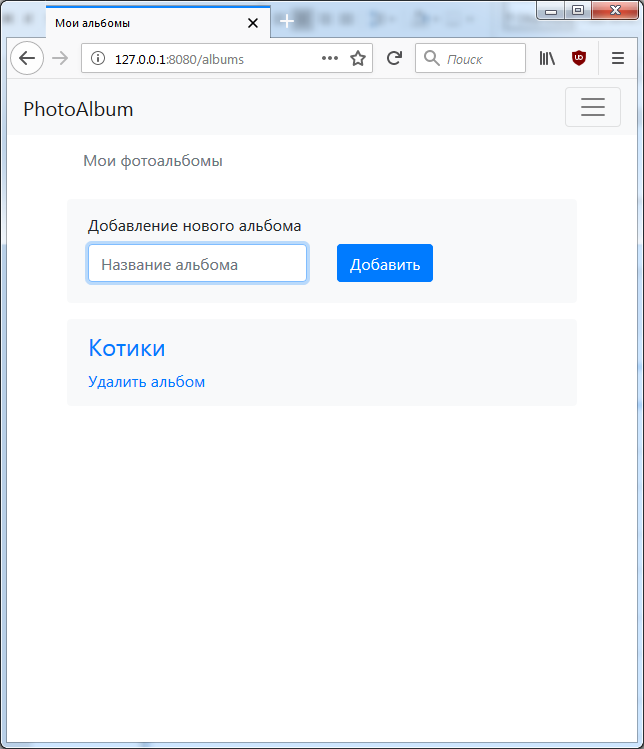 Мои альбомы
127.0.0.1:8080/albums
Поиск
PhotoAlbum
Мои фотоальбомы
Добавление нового альбома
Название альбома
Добавить
Котики
Удалить альбом